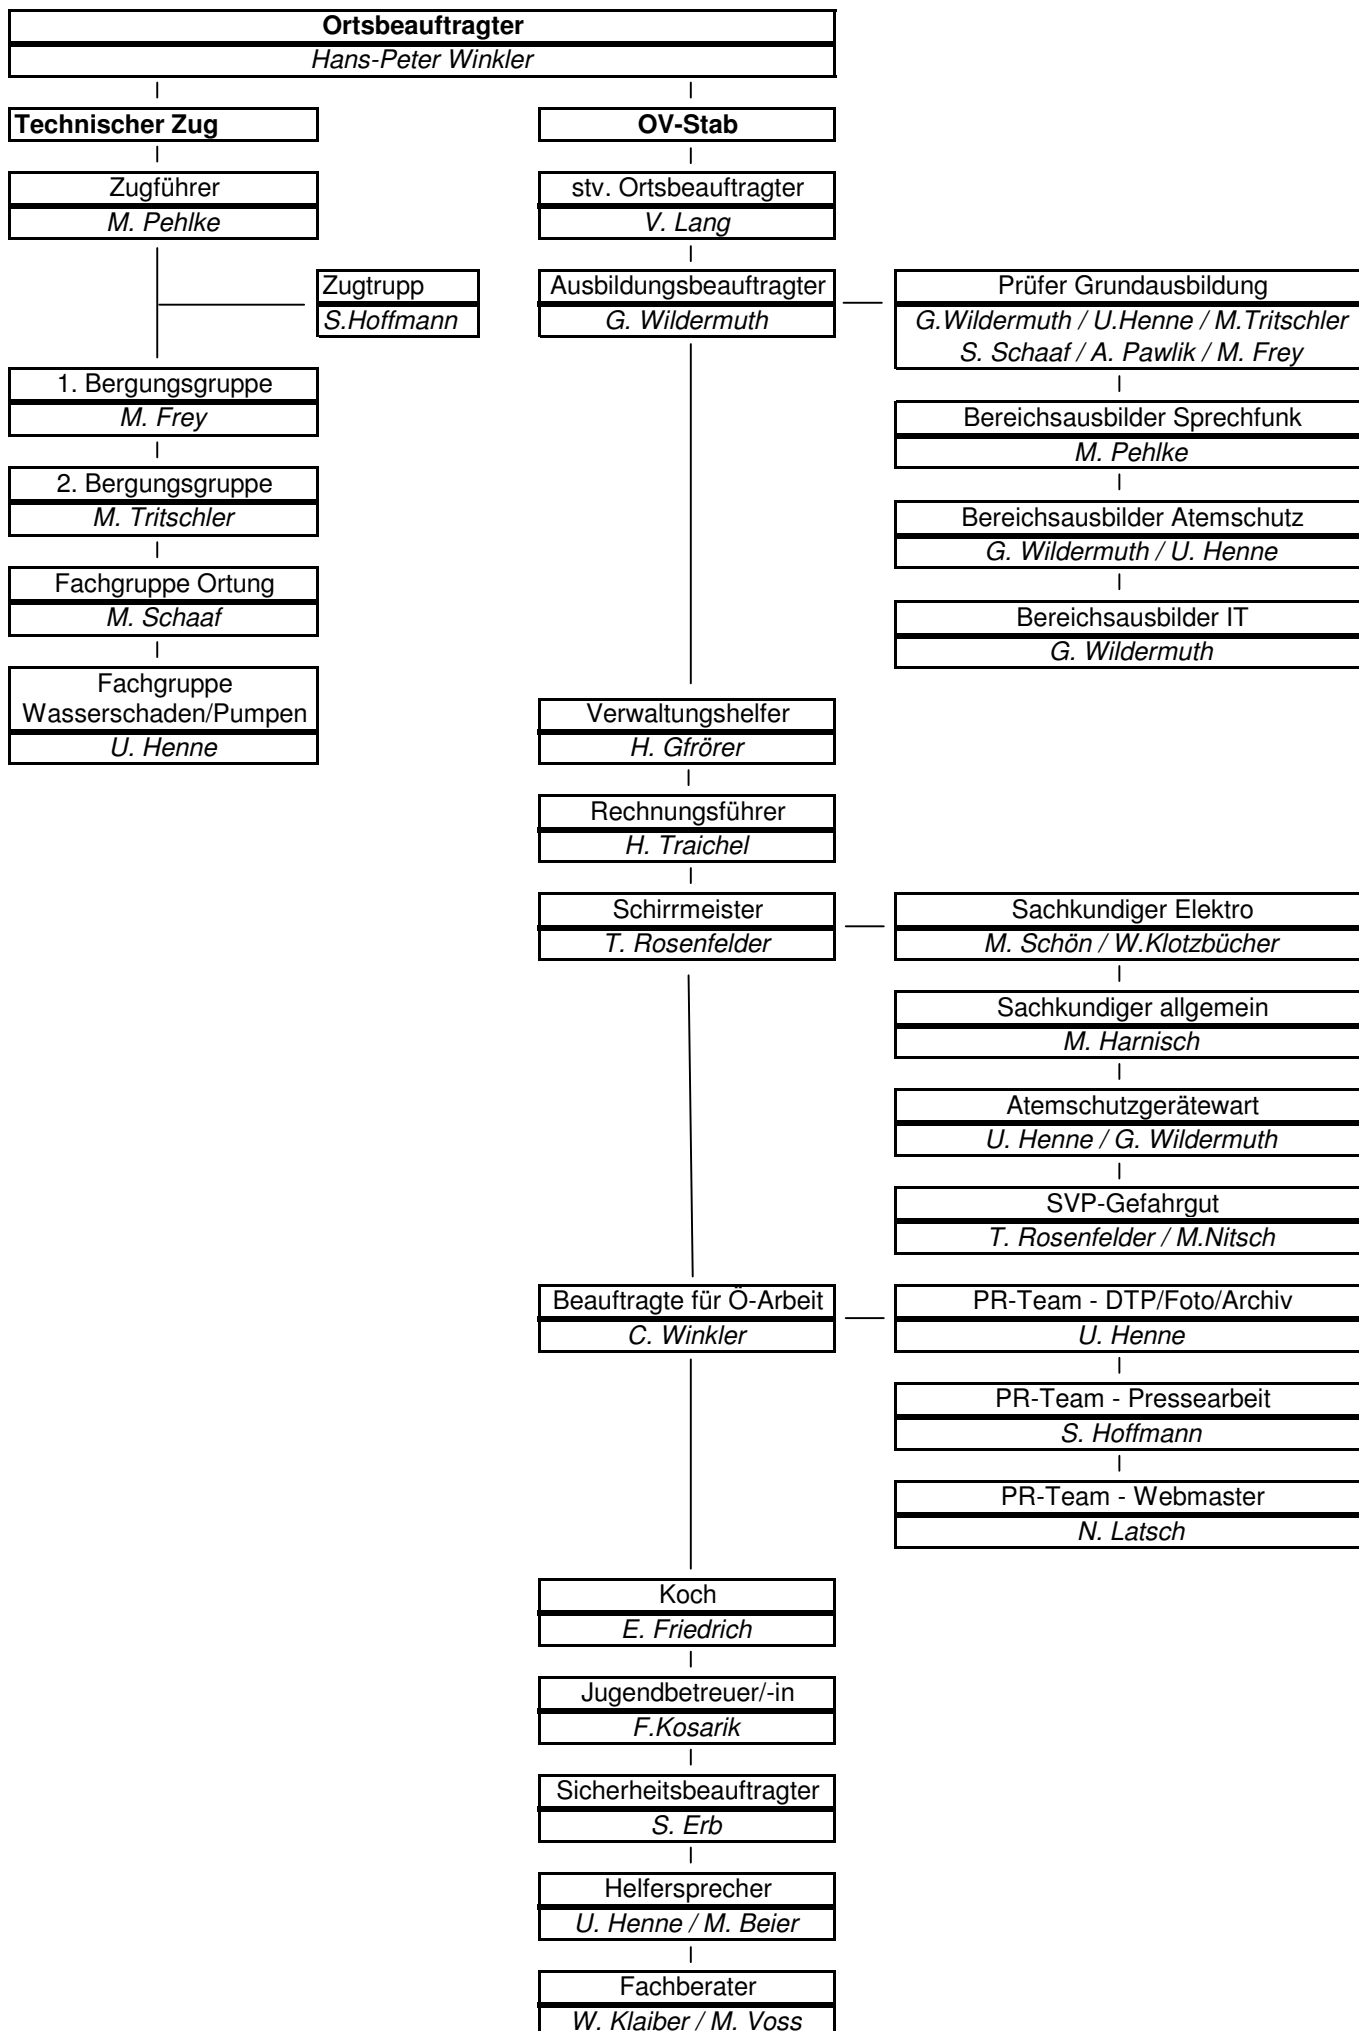 Ortsbeauftragter
Hans-Peter Winkler
Technischer Zug
Zugführer
M. Pehlke
Zugtrupp
S.Hoffmann
1. Bergungsgruppe
M. Frey
2. Bergungsgruppe
M. Tritschler
Fachgruppe Ortung
M. Schaaf
Fachgruppe
Wasserschaden/Pumpen
U. Henne
OV-Stab
stv. Ortsbeauftragter
V. Lang
Ausbildungsbeauftragter
G. Wildermuth
Prüfer Grundausbildung
G.Wildermuth / U.Henne / M.Tritschler
S. Schaaf / A. Pawlik / M. Frey
Bereichsausbilder Sprechfunk
M. Pehlke
Bereichsausbilder Atemschutz
G. Wildermuth / U. Henne
Bereichsausbilder IT
G. Wildermuth
Verwaltungshelfer
H. Gfrörer
Rechnungsführer
H. Traichel
Schirrmeister
T. Rosenfelder
Sachkundiger Elektro
M. Schön / W.Klotzbücher
Sachkundiger allgemein
M. Harnisch
Atemschutzgerätewart
U. Henne / G. Wildermuth
SVP-Gefahrgut
T. Rosenfelder / M.Nitsch
Beauftragte für Ö-Arbeit
C. Winkler
PR-Team - DTP/Foto/Archiv
U. Henne
PR-Team - Pressearbeit
S. Hoffmann
PR-Team - Webmaster
N. Latsch
Koch
E. Friedrich
Jugendbetreuer/-in
F.Kosarik
Sicherheitsbeauftragter
S. Erb
Helfersprecher
U. Henne / M. Beier
Fachberater
W. Klaiber / M. Voss